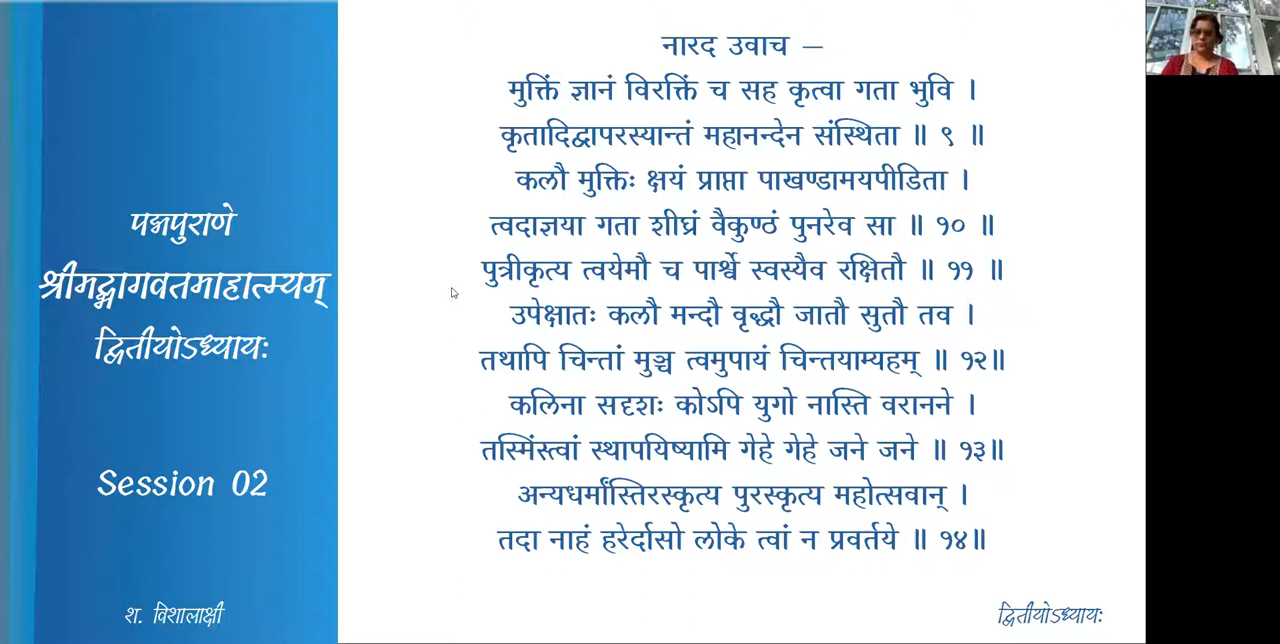 पद्मपुराणे
श्रीमद्भागवतमाहात्म्यम्
द्वितीयोऽध्यायः
Session 02
श. विशालाक्षी
नारद उवाच –
मुक्तिं ज्ञानं विरक्तिं च सह कृत्वा गता भुवि ।
कृतादिद्वापरस्यान्तं महानन्देन संस्थिता ॥ ९ ॥
कलौ मुक्तिः क्षयं प्राप्ता पाखण्डामयपीडिता ।
त्वदाज्ञया गता शीघ्रं वैकुण्ठं पुनरेव सा ॥ १० ॥
पुत्रीकृत्य त्वयेमौ च पार्श्वे स्वस्यैव रक्षितौ ॥ ११ ॥
उपेक्षातः कलौ मन्दौ वृद्धौ जातौ सुतौ तव ।
तथापि चिन्तां मुञ्च त्वमुपायं चिन्तयाम्यहम् ॥ १२॥
कलिना सदृशः कोऽपि युगो नास्ति वरानने ।
तस्मिंस्त्वां स्थापयिष्यामि गेहे गेहे जने जने ॥ १३॥
अन्यधर्मांस्तिरस्कृत्य पुरस्कृत्य महोत्सवान् ।
तदा नाहं हरेर्दासो लोके त्वां न प्रवर्तये ॥ १४॥
द्वितीयोऽध्यायः